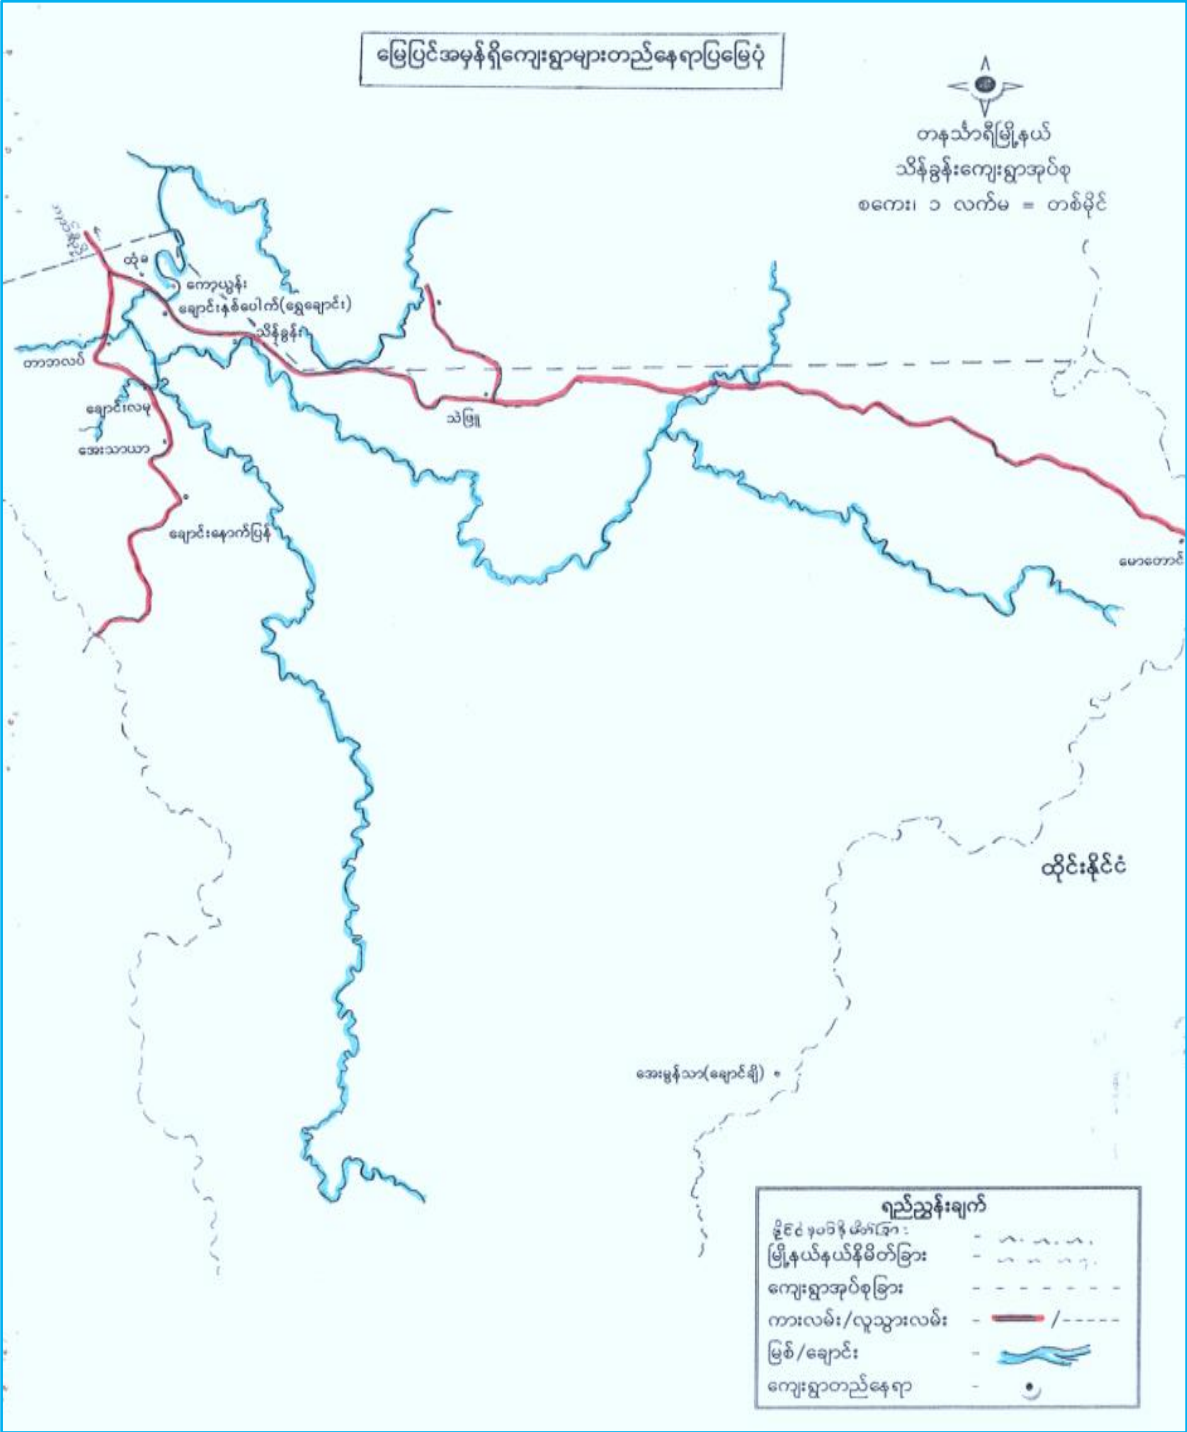 မြေပြင်အမှန်ရှိကျေးရွာများတည်နေရာပြမြေပုံ
တနင်္သာရီမြို့နယ်
သိန်ခွန်းကျေးရွာအုပ်စု
စကေး၊ ၁ လက်မ = တစ်မိုင်
ထုံခ
ကော့ယွန်း
ချောင်းနှစ်ပေါက်(ရွှေချောင်း)
သိန်ခွန်း
တာဘလပ်
ချောင်းလမု
သဲဖြူ
အေးသာယာ
ချောင်းနောက်ပြန်
မောတောင်
ထိုင်းနိုင်ငံ
အေးမွန်သာ(ချောင်ချီ)
ရည်ညွှန်းချက်
မြို့နယ်နယ်နိမိတ်ခြား -
ကျေးရွာအုပ်စုခြား -
ကားလမ်း/လူသွားလမ်း - /
မြစ်/ချောင်း -
ကျေးရွာတည်နေရာ -